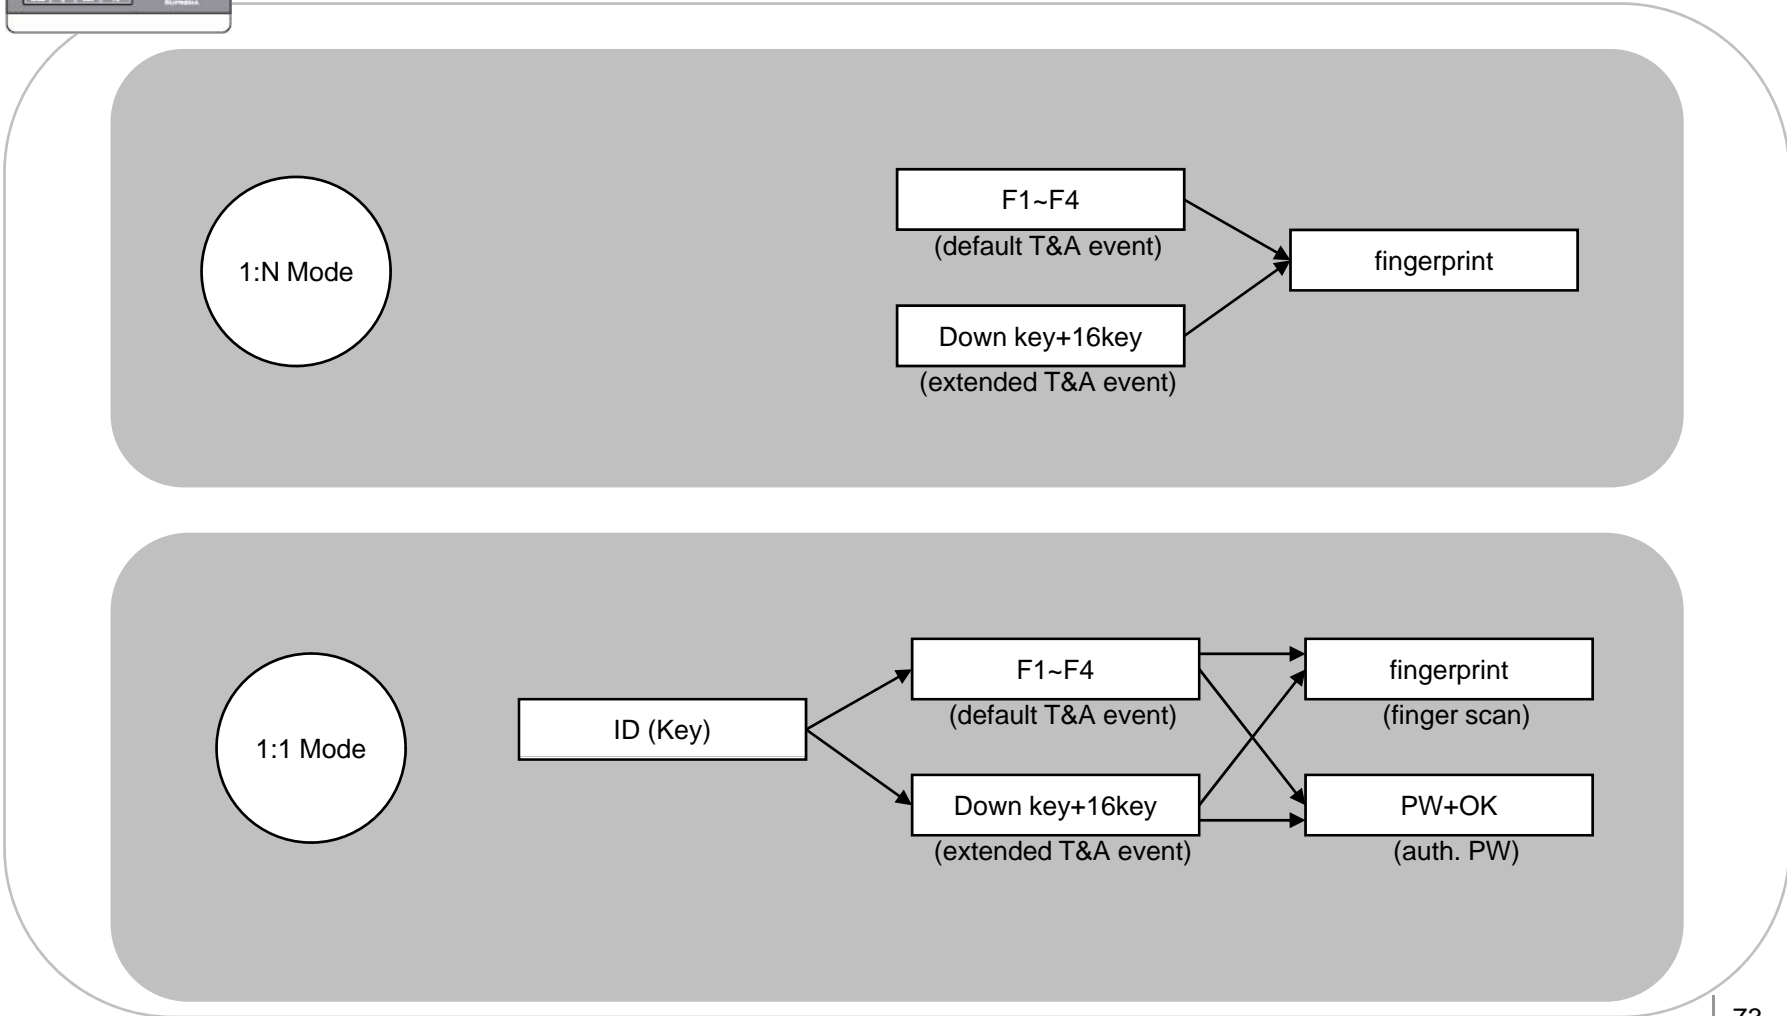 SUPREMA
1:N Mode
F1~F4
(default T&A event)
Down key+16key
(extended T&A event)
fingerprint
1:1 Mode
ID (Key)
F1~F4
(default T&A event)
Down key+16key
(extended T&A event)
fingerprint
(finger scan)
PW+OK
(auth. PW)